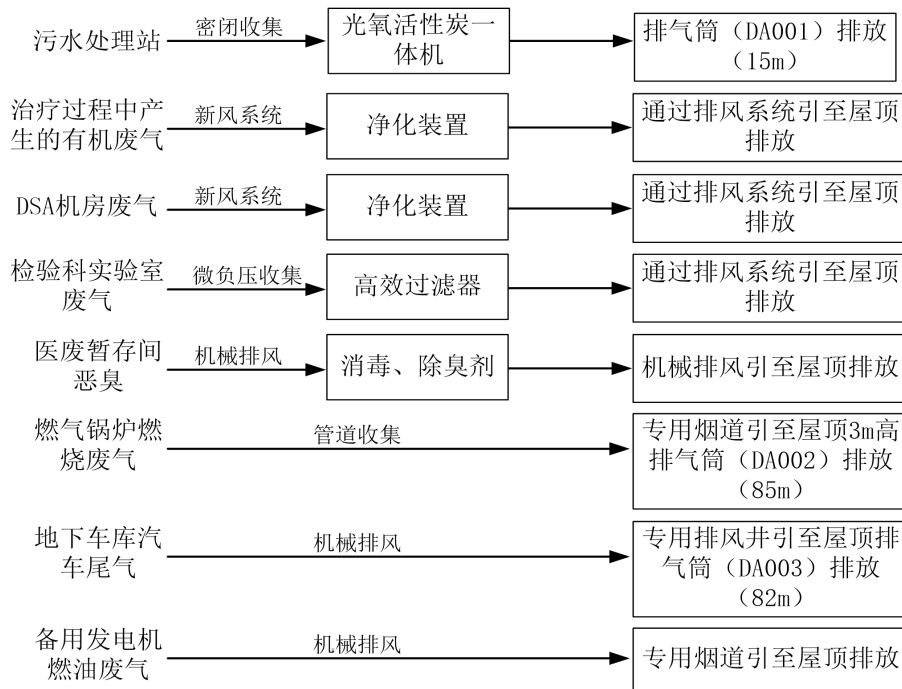 污水处理站
密闭收集
光氧活性炭一
体机
排气筒（DA001）排放
（15m）
治疗过程中产
生的有机废气
新风系统
净化装置
通过排风系统引至屋顶
排放
DSA机房废气
新风系统
净化装置
通过排风系统引至屋顶
排放
检验科实验室
废气
微负压收集
高效过滤器
通过排风系统引至屋顶
排放
医废暂存间
恶臭
机械排风
消毒、除臭剂
机械排风引至屋顶排放
燃气锅炉燃
烧废气
管道收集
专用烟道引至屋顶3m高
排气筒（DA002）排放
（85m）
地下车库汽
车尾气
机械排风
专用排风井引至屋顶排
气筒（DA003）排放
（82m）
备用发电机
燃油废气
机械排风
专用烟道引至屋顶排放